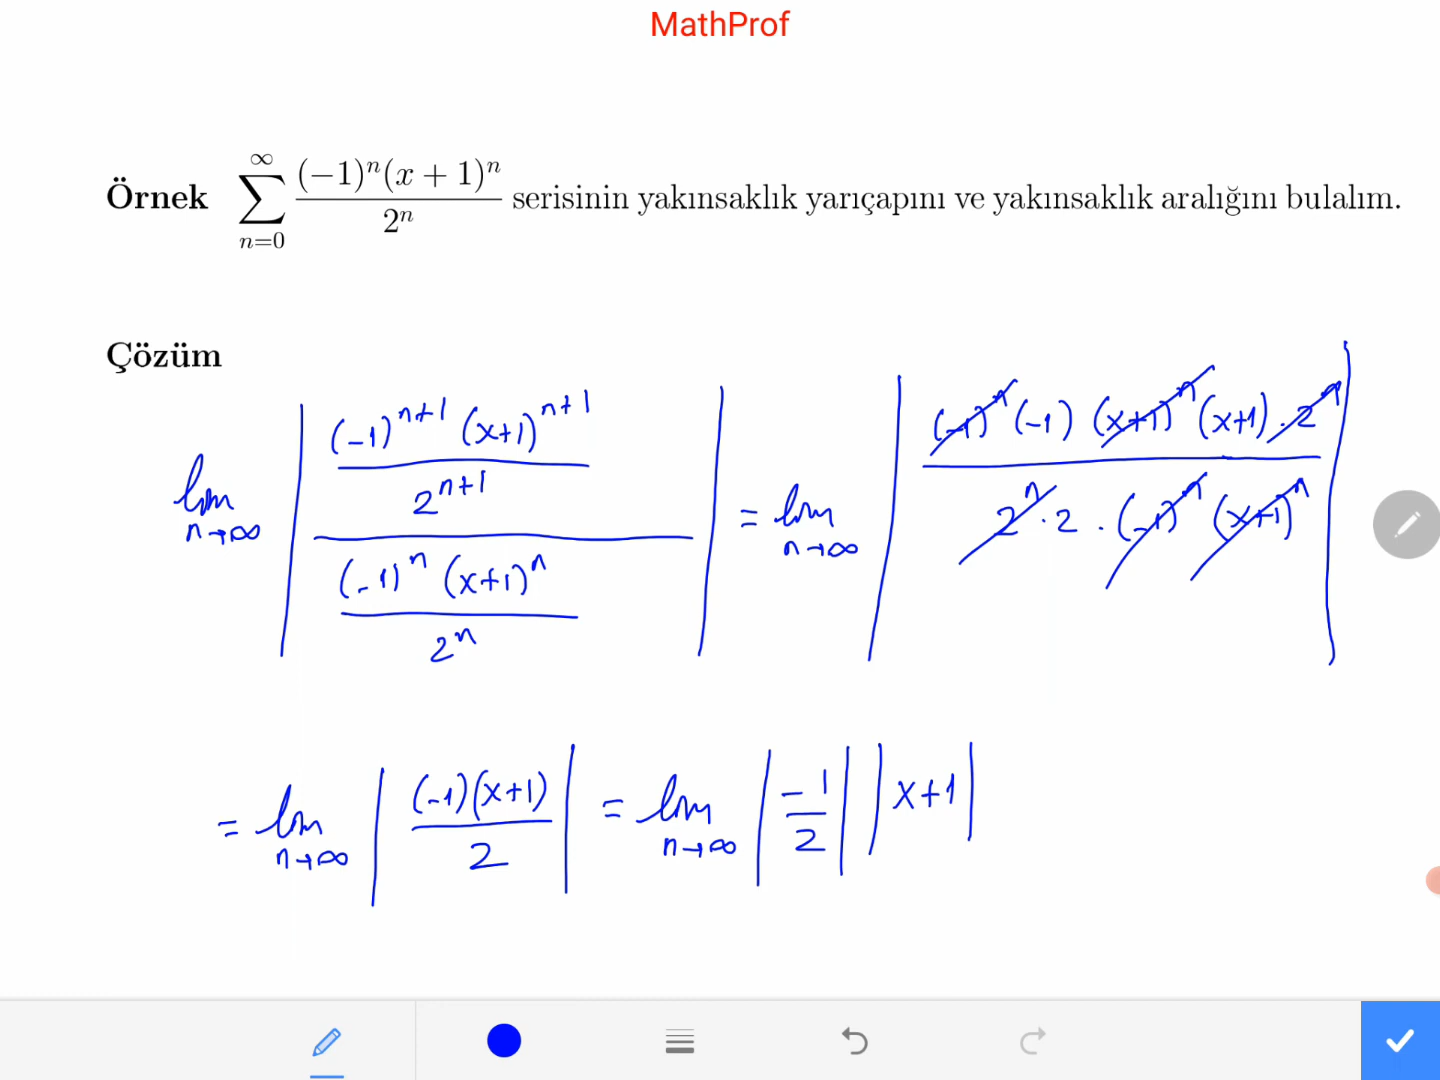 MathProf
Örnek $\sum_{n=0}^{\infty} \frac{(-1)^n(x+1)^n}{2^n}$ serisinin yakınsaklık yarıçapını ve yakınsaklık aralığını bulalım.
Çözüm
$\lim_{n\to\infty} \left| \frac{\frac{(-1)^{n+1}(x+1)^{n+1}}{2^{n+1}}}{\frac{(-1)^n(x+1)^n}{2^n}} \right| = \lim_{n\to\infty} \left| \frac{(-1)^n(-1)(x+1)^n(x+1) \cdot 2^n}{2^n \cdot 2 \cdot (-1)^n(x+1)^n} \right|$
$= \lim_{n\to\infty} \left| \frac{(-1)(x+1)}{2} \right| = \lim_{n\to\infty} \left| \frac{-1}{2} \right| |x+1|$